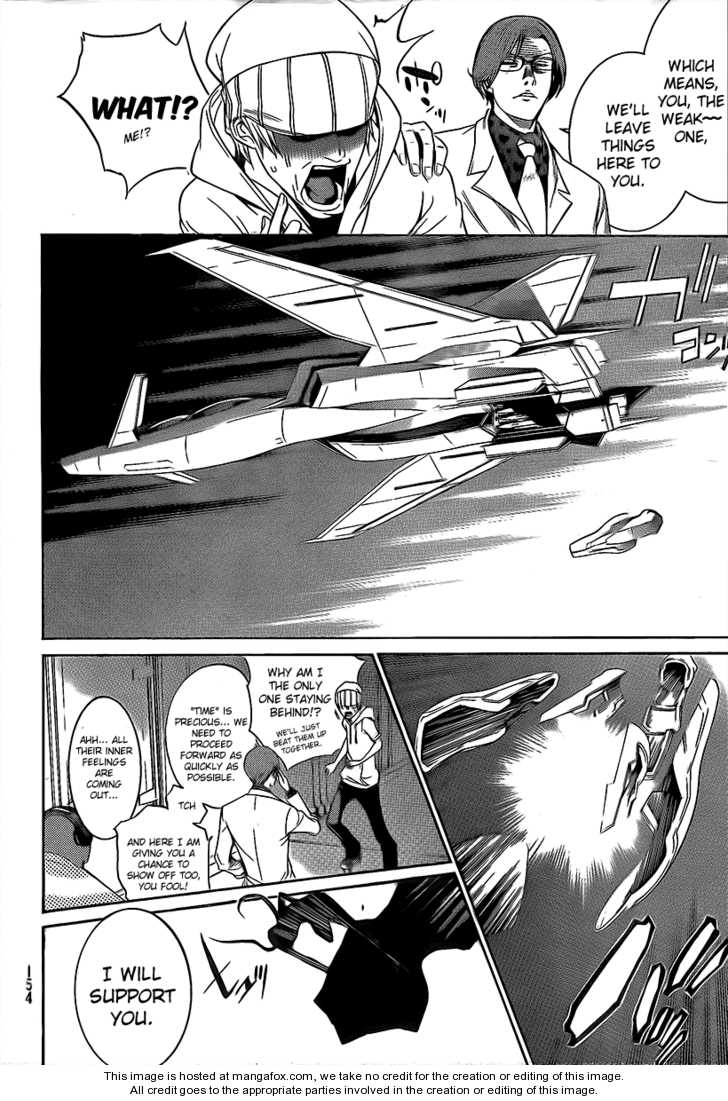 WHICH
MEANS,
YOU, THE
WEAK~~
ONE,
WE'LL
LEAVE
THINGS
HERE TO
YOU.
WHAT!?
ME!?
WHY AM I
THE ONLY
ONE STAYING
BEHIND!?
WE'LL JUST
BEAT THEM UP
TOGETHER.
"TIME" IS
PRECIOUS... WE
NEED TO
PROCEED
FORWARD AS
QUICKLY AS
POSSIBLE.
TCH
AHH... ALL
THEIR INNER
FEELINGS
ARE
COMING
OUT...
AND HERE I AM
GIVING YOU A
CHANCE TO
SHOW OFF TOO,
YOU FOOL!
I WILL
SUPPORT
YOU.
154
This image is hosted at mangafox.com, we take no credit for the creation or editing of this image.
All credit goes to the appropriate parties involved in the creation or editing of this image.